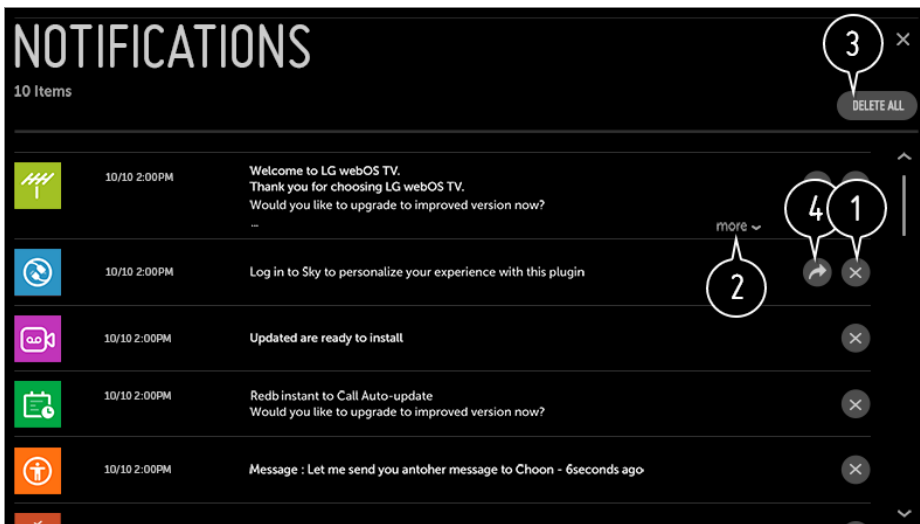 NOTIFICATIONS
3
10 Items
DELETE ALL
10/10 2:00PM
Welcome to LG webOS TV.
Thank you for choosing LG webOS TV.
Would you like to upgrade to improved version now?
...
more
4
1
10/10 2:00PM
Log in to Sky to personalize your experience with this plugin
2
10/10 2:00PM
Updated are ready to install
10/10 2:00PM
Redb instant to Call Auto-update
Would you like to upgrade to improved version now?
10/10 2:00PM
Message : Let me send you antoher message to Choon - 6seconds ago